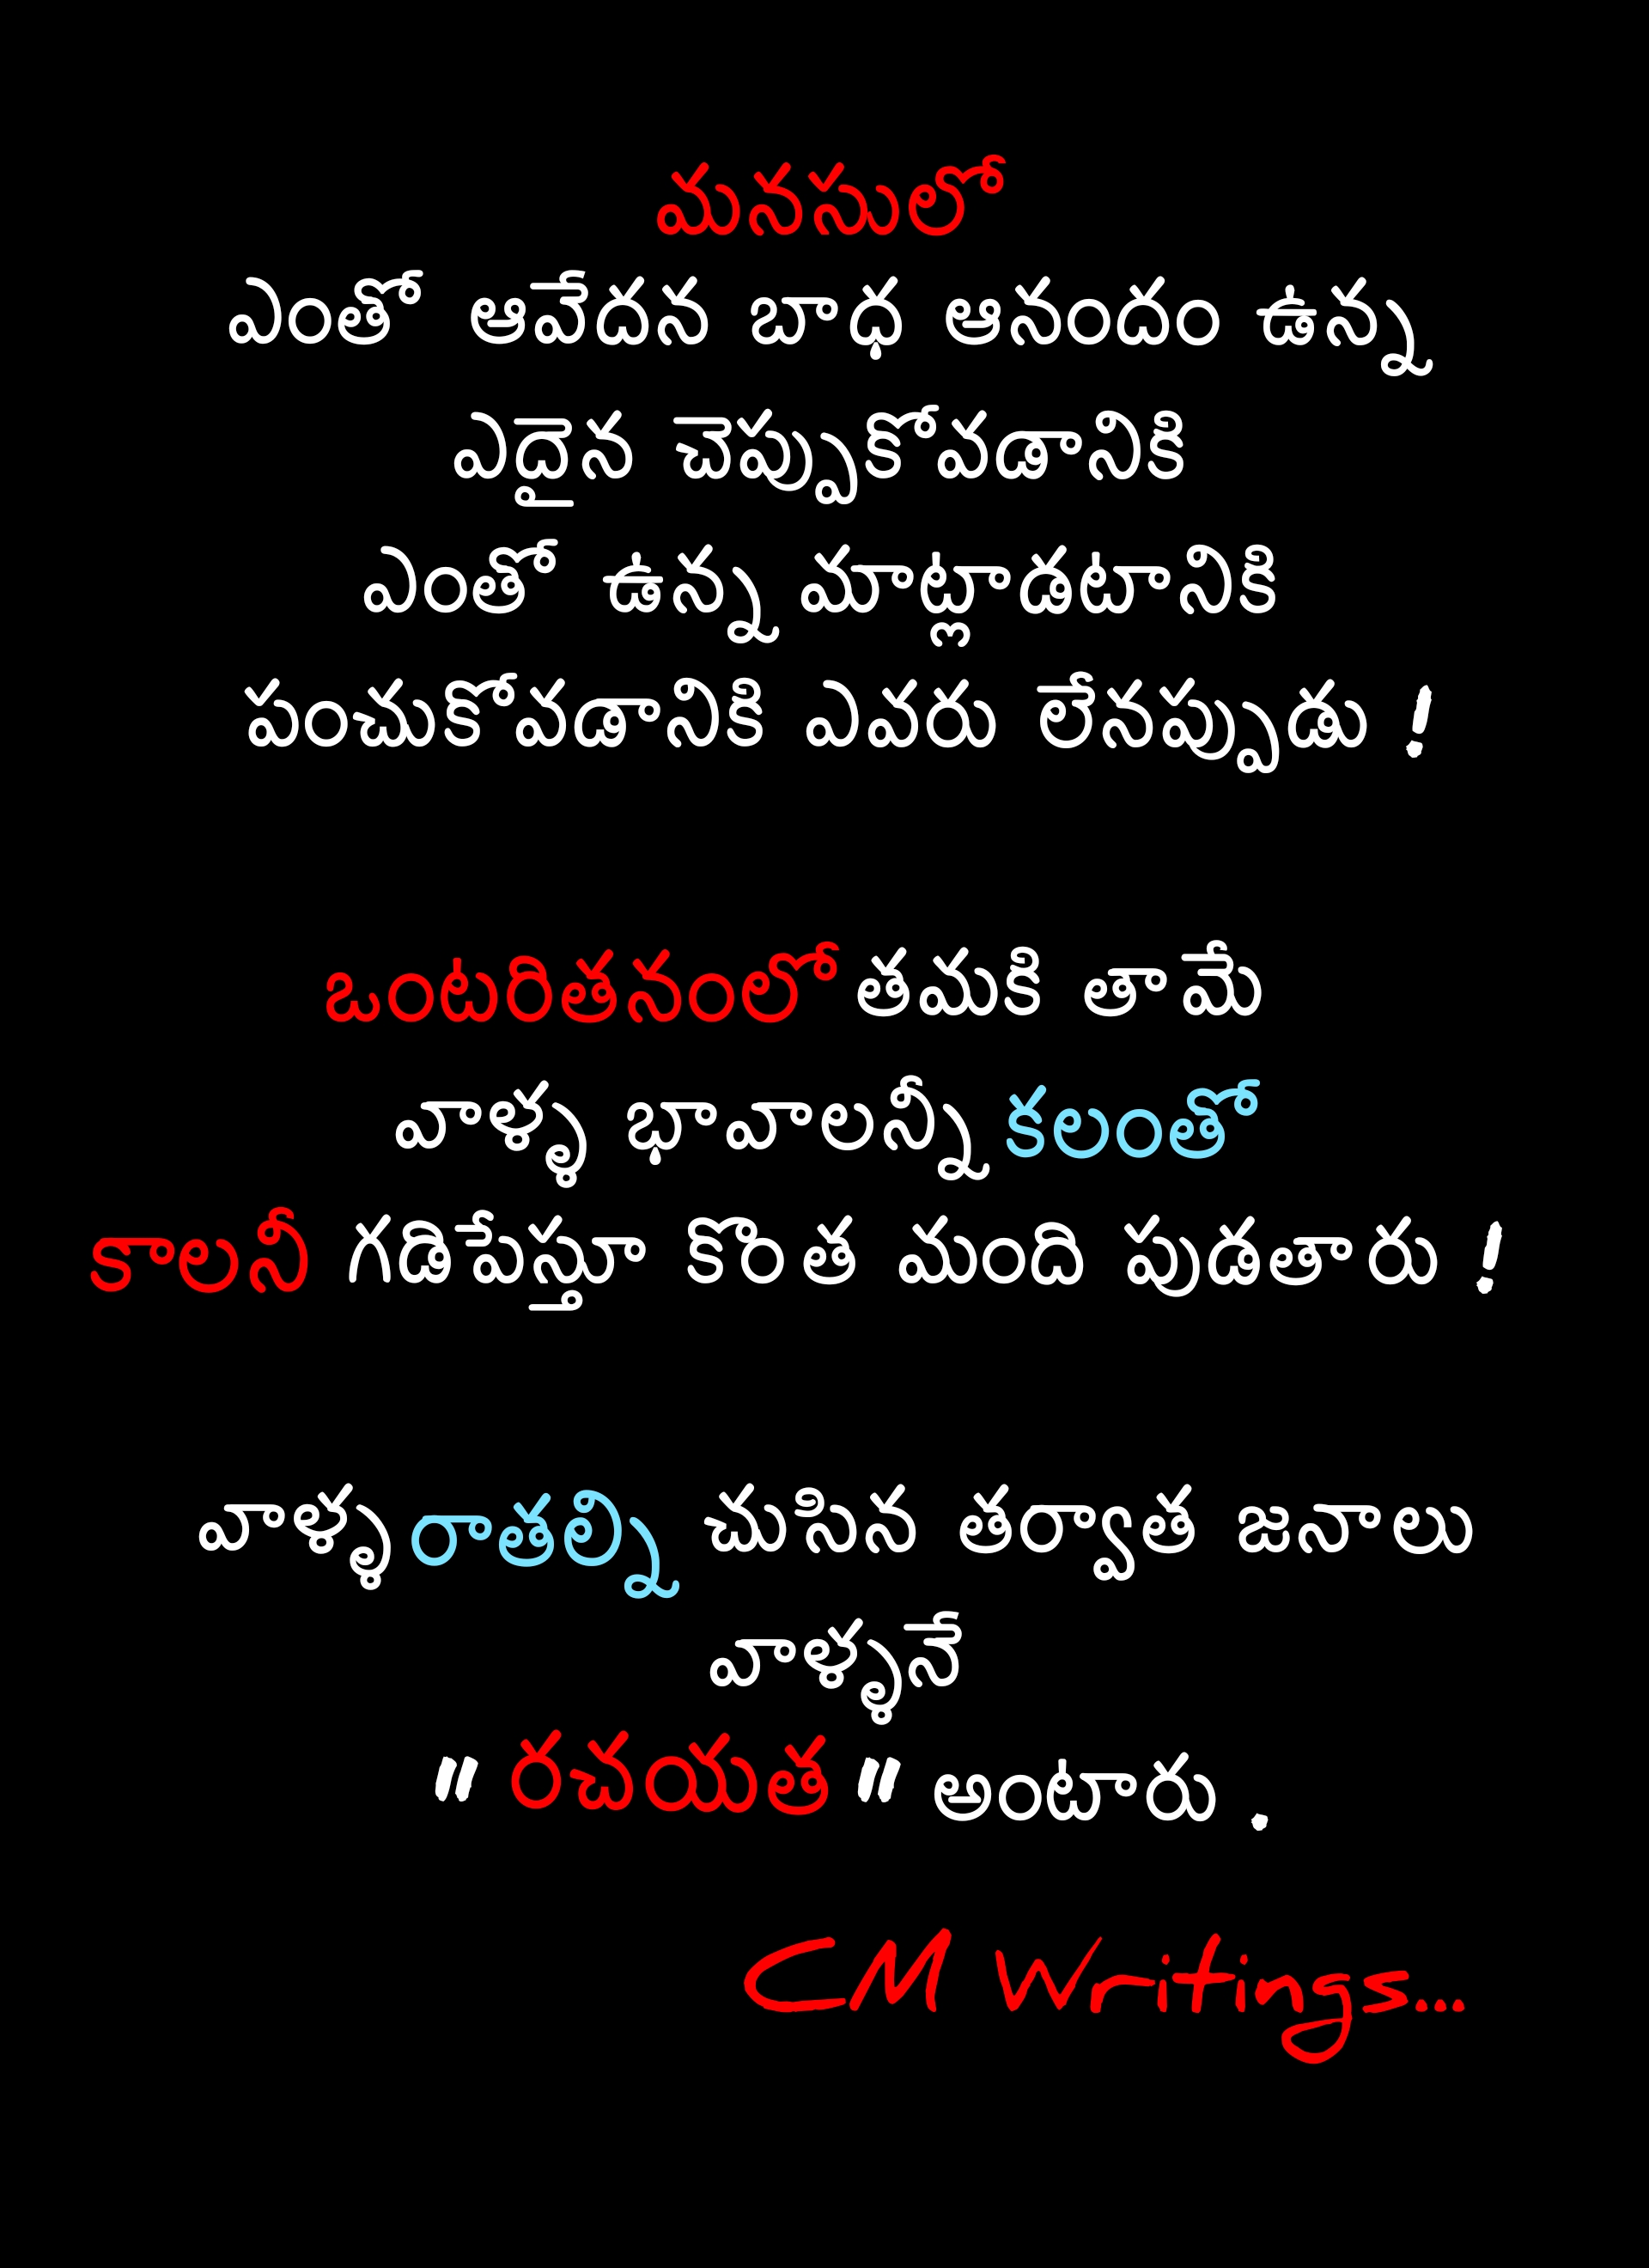 మనసులో
ఎంతో ఆవేదన బాధ ఆనందం ఉన్న
ఎదైన చెప్పుకోవడానికి
ఎంతో ఉన్న మాట్లాడటానికి
పంచుకోవడానికి ఎవరు లేనప్పుడు !
ఒంటరితనంలో తమకి తామే
వాళ్ళ భావాలన్నీ కలంతో
కాలనీ గడిపేస్తూ కొంత మంది పుడతారు !
వాళ్ళ రాతల్ని చుసిన తర్వాత జనాలు
వాళ్ళనే
" రచయత " అంటారు .
CM Writings...